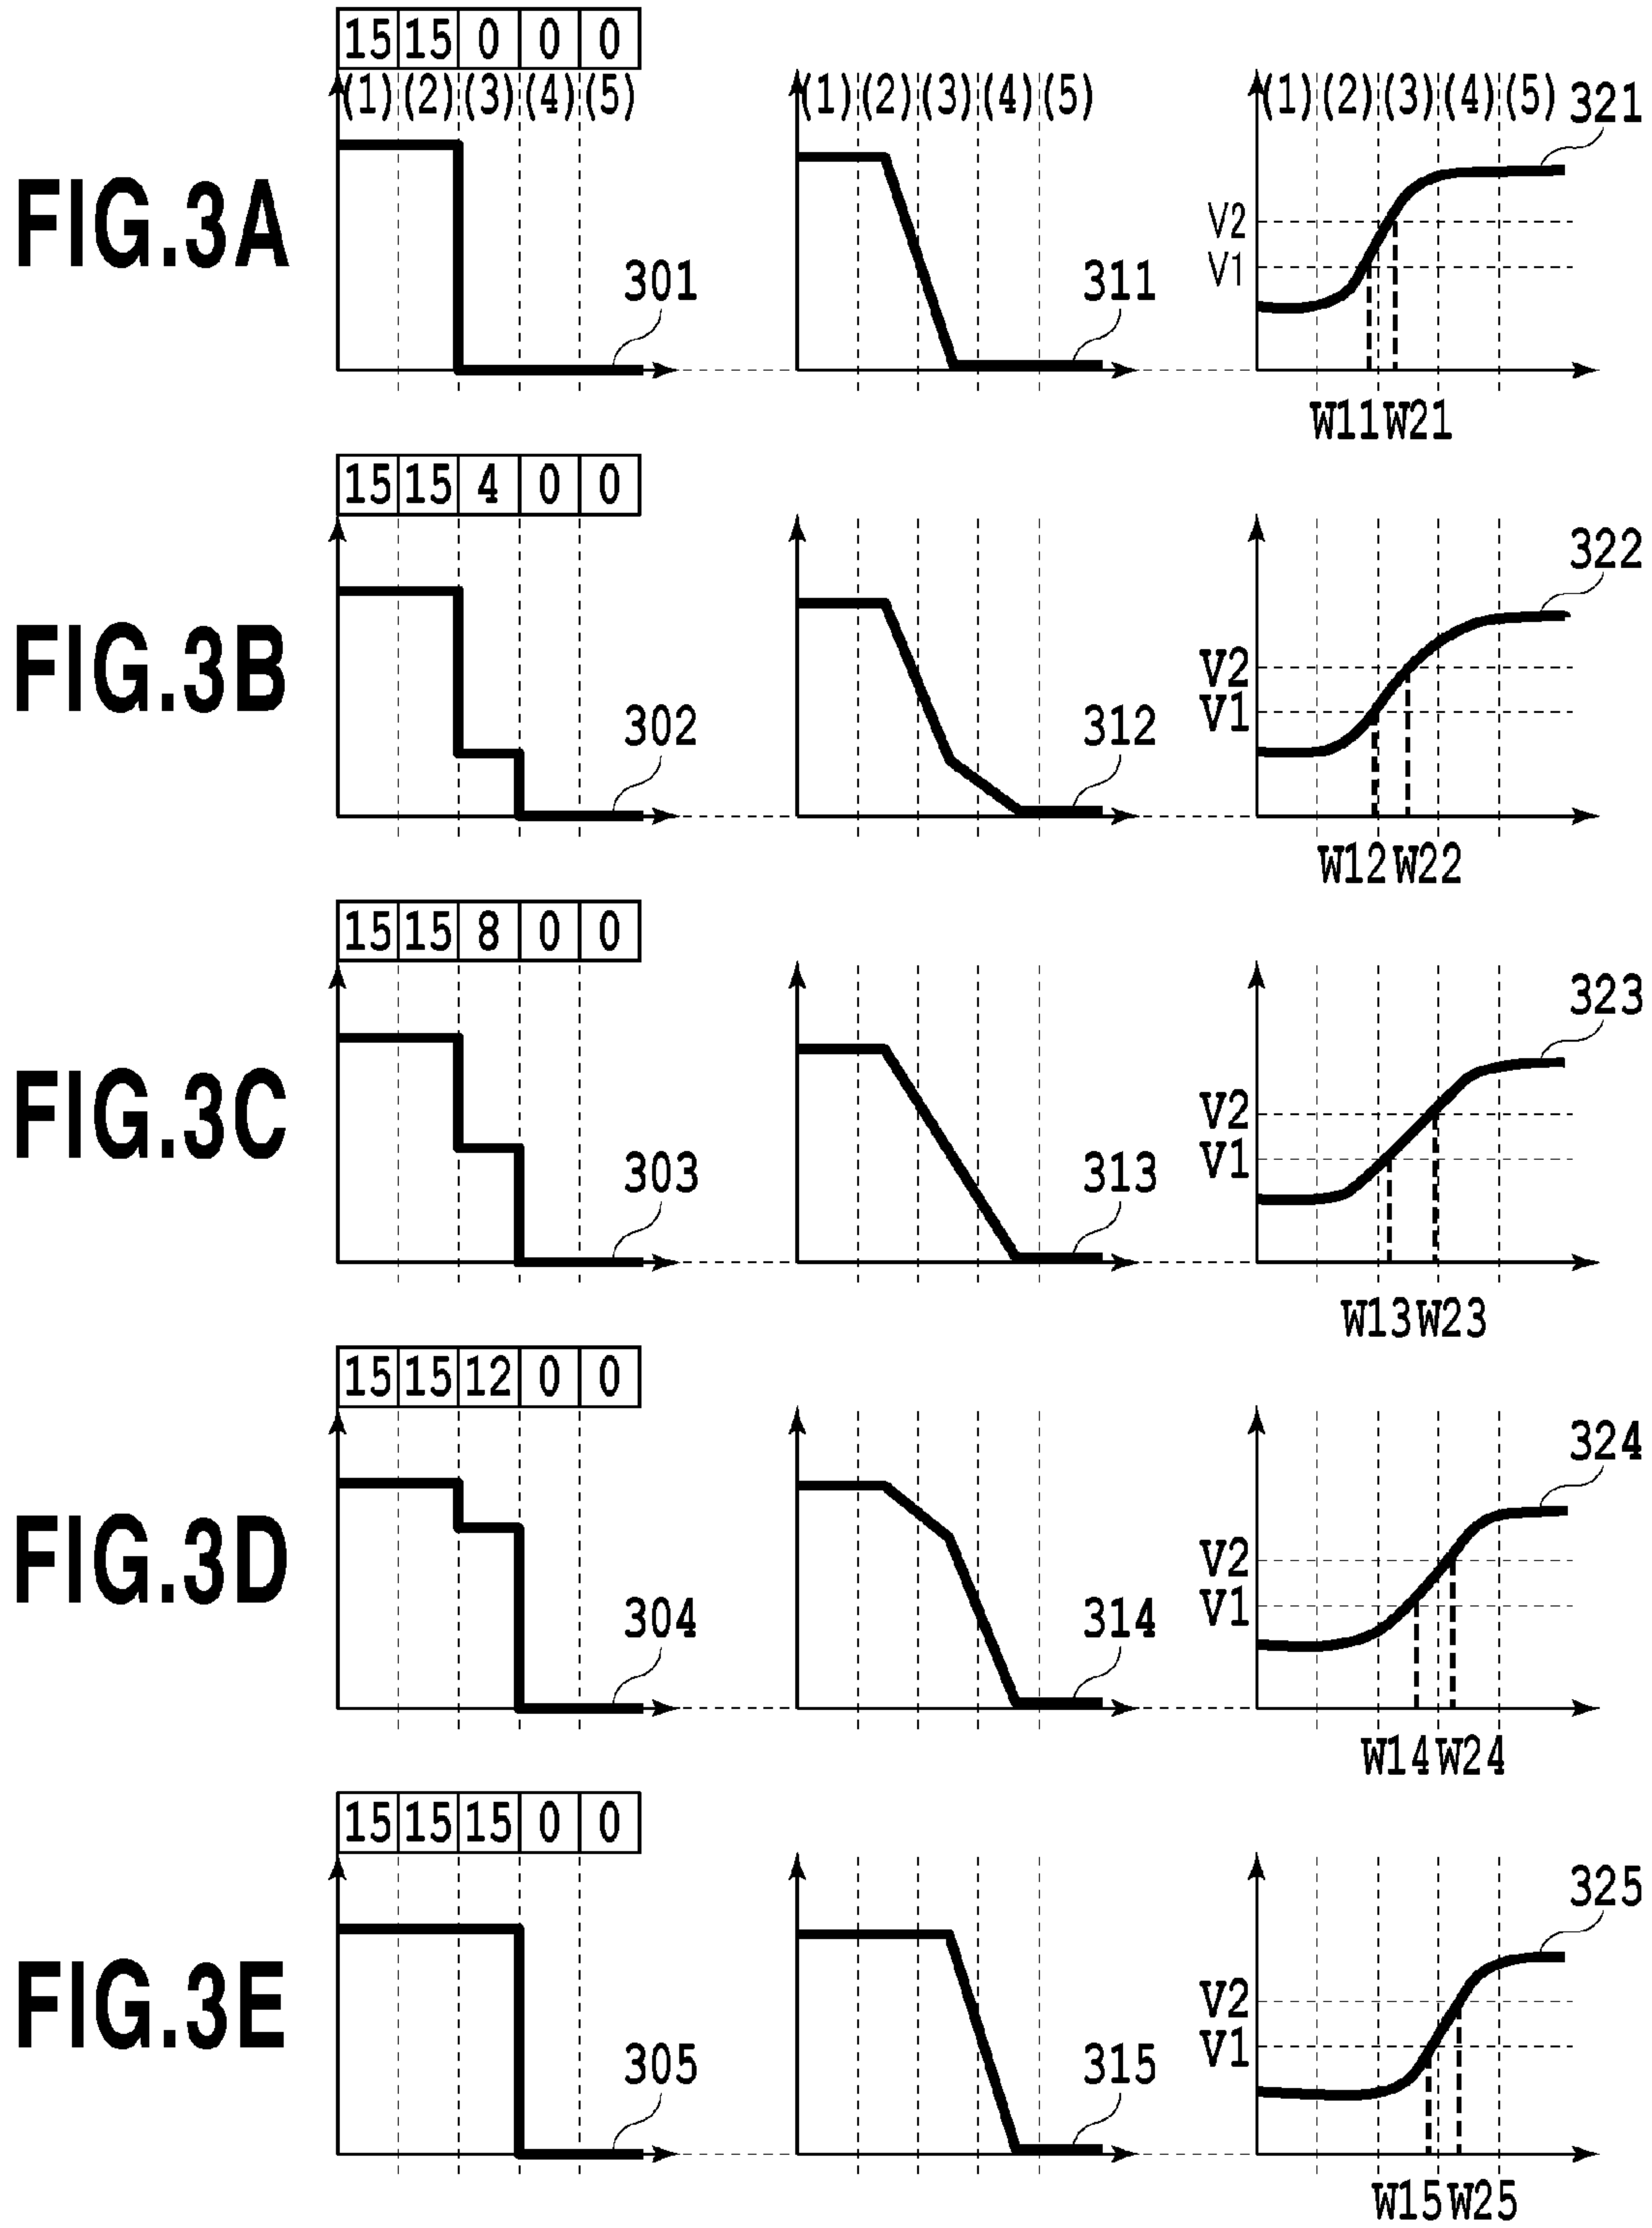 FIG.3A
15 15 0 0 0
(1) (2) (3) (4) (5)
301
(1) (2) (3) (4) (5)
311
(1) (2) (3) (4) (5)
321
V2
V1
W11 W21
FIG.3B
15 15 4 0 0
302
312
322
V2
V1
W12 W22
FIG.3C
15 15 8 0 0
303
313
323
V2
V1
W13 W23
FIG.3D
15 15 12 0 0
304
314
324
V2
V1
W14 W24
FIG.3E
15 15 15 0 0
305
315
325
V2
V1
W15 W25